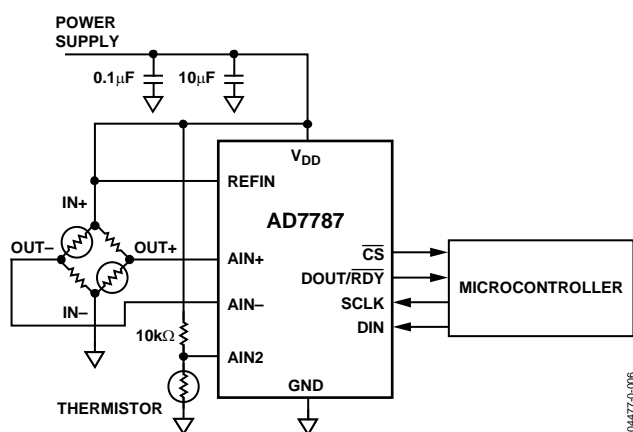 POWER
SUPPLY
0.1µF
10µF
VDD
IN+
REFIN
AD7787
OUT–
OUT+
AIN+
CS
DOUT/RDY
MICROCONTROLLER
AIN–
SCLK
IN–
DIN
10kΩ
AIN2
THERMISTOR
GND
04477-0-006